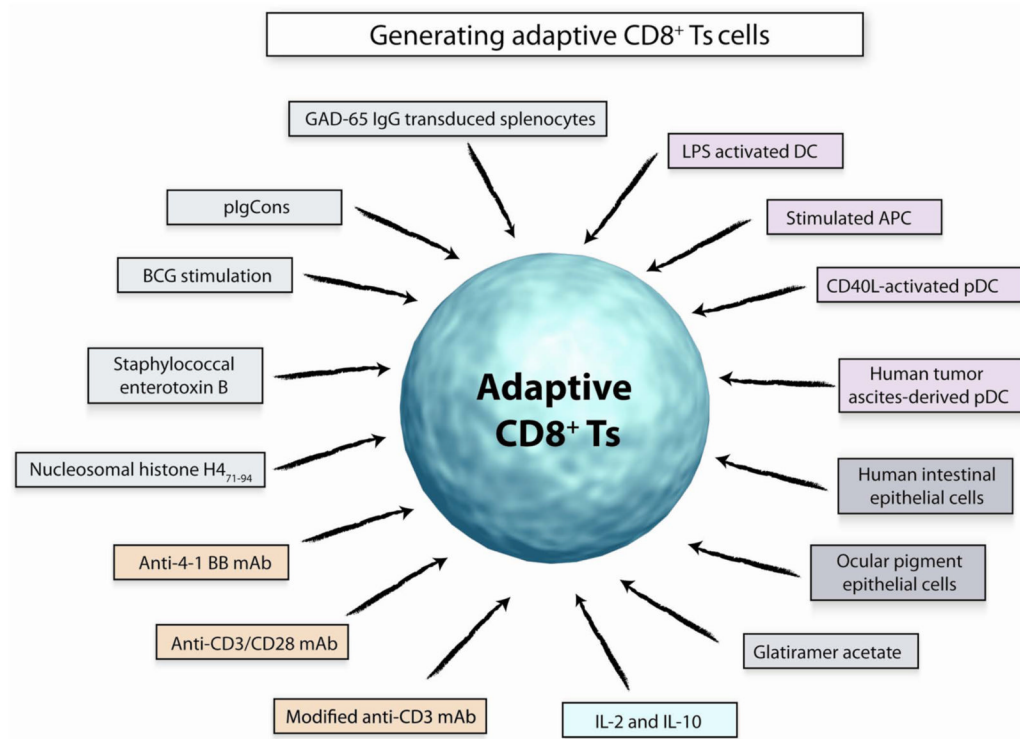 Generating adaptive CD8⁺ Ts cells
GAD-65 IgG transduced splenocytes
LPS activated DC
pIgCons
Stimulated APC
BCG stimulation
CD40L-activated pDC
Staphylococcal
enterotoxin B
Human tumor
ascites-derived pDC
Adaptive
CD8⁺ Ts
Nucleosomal histone H4₇₁₋₉₄
Human intestinal
epithelial cells
Anti-4-1 BB mAb
Ocular pigment
epithelial cells
Anti-CD3/CD28 mAb
Glatiramer acetate
Modified anti-CD3 mAb
IL-2 and IL-10